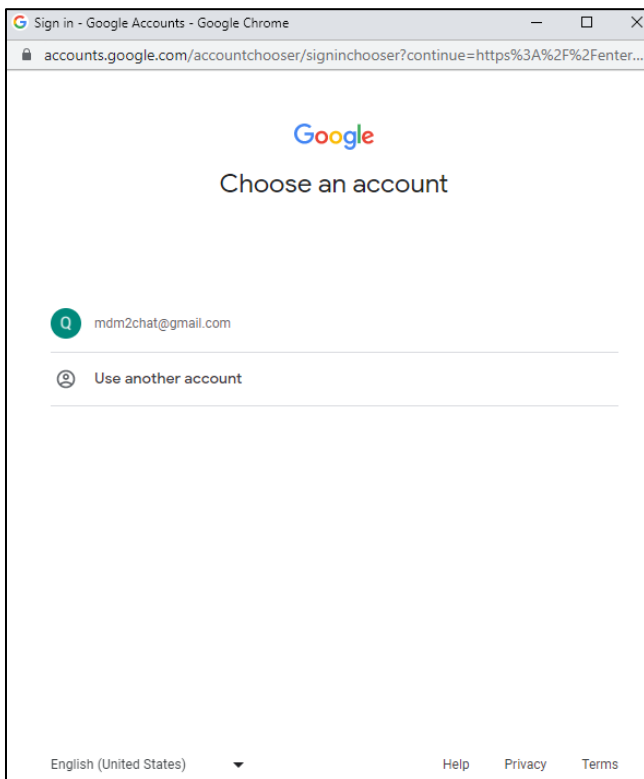 Sign in - Google Accounts - Google Chrome
accounts.google.com/accountchooser/signinchooser?continue=https%3A%2F%2Fenter...
Google
Choose an account
Q mdm2chat@gmail.com
Use another account
English (United States) Help Privacy Terms